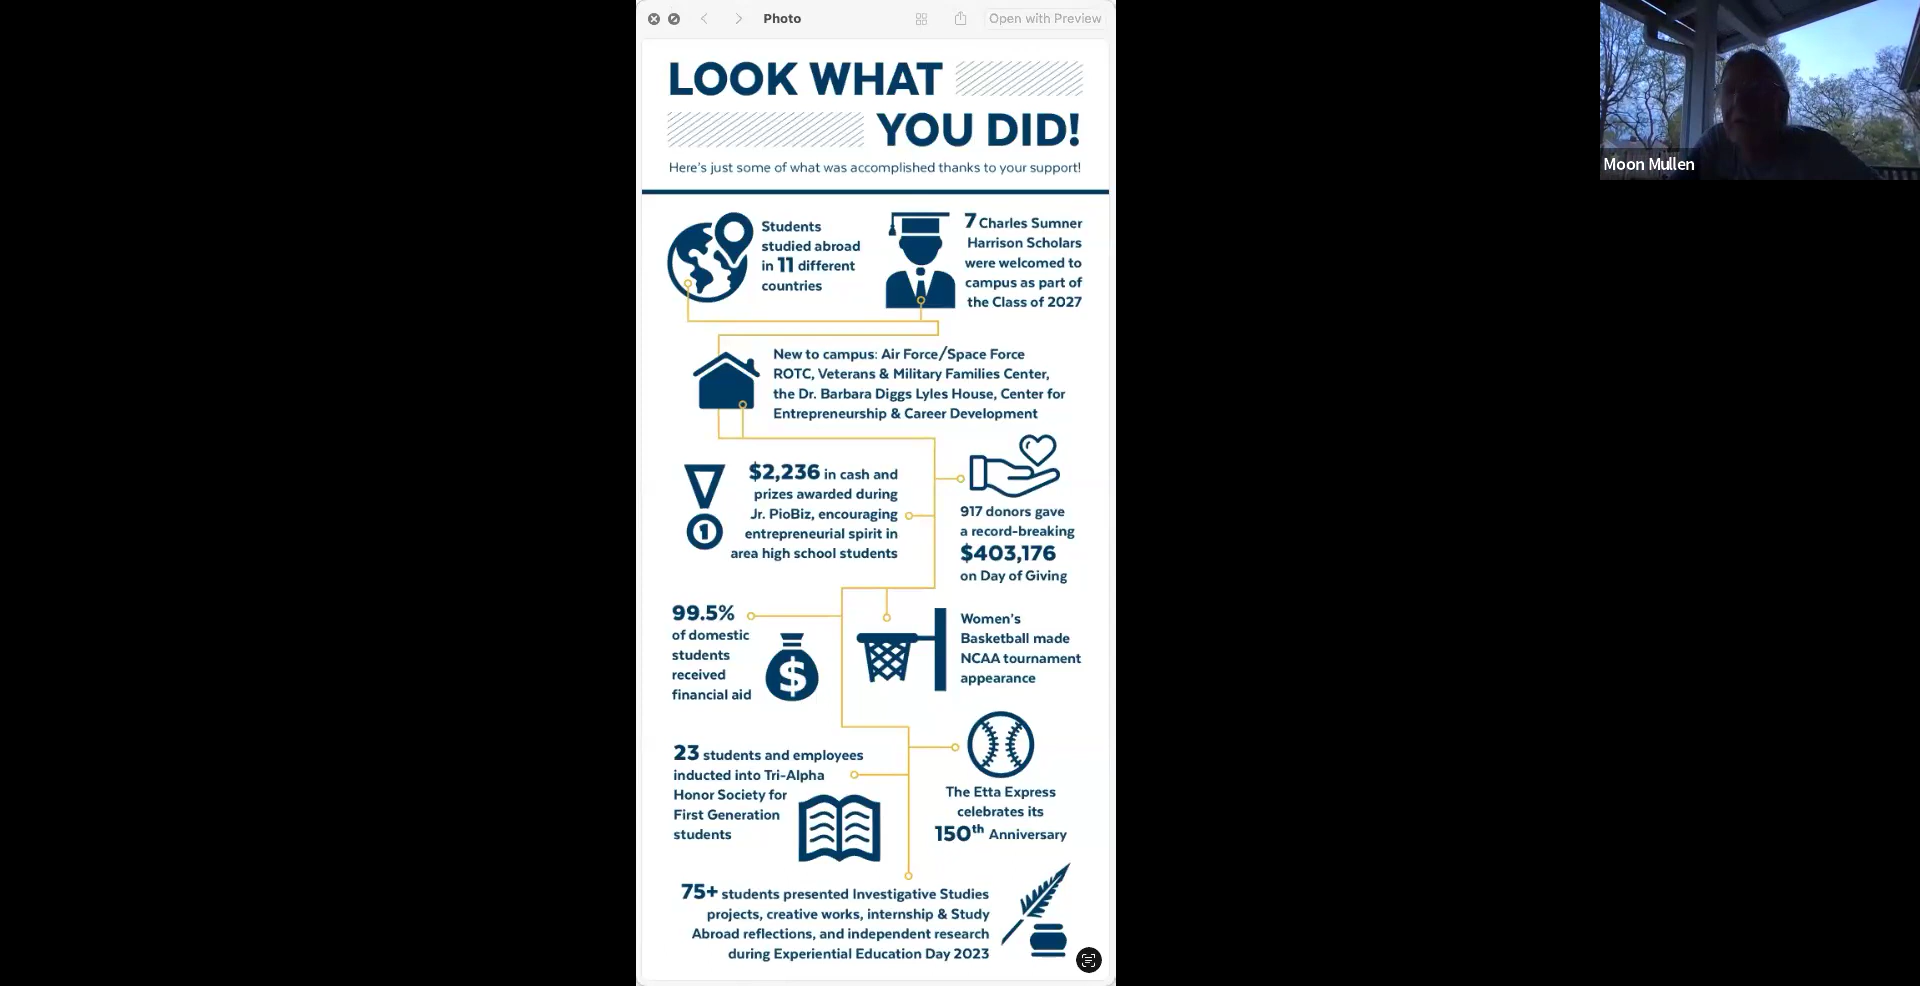 Photo
Open with Preview
LOOK WHAT
YOU DID!
Here's just some of what was accomplished thanks to your support!
Students
studied abroad
in 11 different
countries
7 Charles Sumner
Harrison Scholars
were welcomed to
campus as part of
the Class of 2027
New to campus: Air Force/Space Force
ROTC, Veterans & Military Families Center,
the Dr. Barbara Diggs Lyles House, Center for
Entrepreneurship & Career Development
$2,236 in cash and
prizes awarded during
Jr. PioBiz, encouraging
entrepreneurial spirit in
area high school students
1
917 donors gave
a record-breaking
$403,176
on Day of Giving
99.5%
of domestic
students
received
financial aid
$
Women's
Basketball made
NCAA tournament
appearance
23 students and employees
inducted into Tri-Alpha
Honor Society for
First Generation
students
The Etta Express
celebrates its
150th Anniversary
75+ students presented Investigative Studies
projects, creative works, internship & Study
Abroad reflections, and independent research
during Experiential Education Day 2023
Moon Mullen